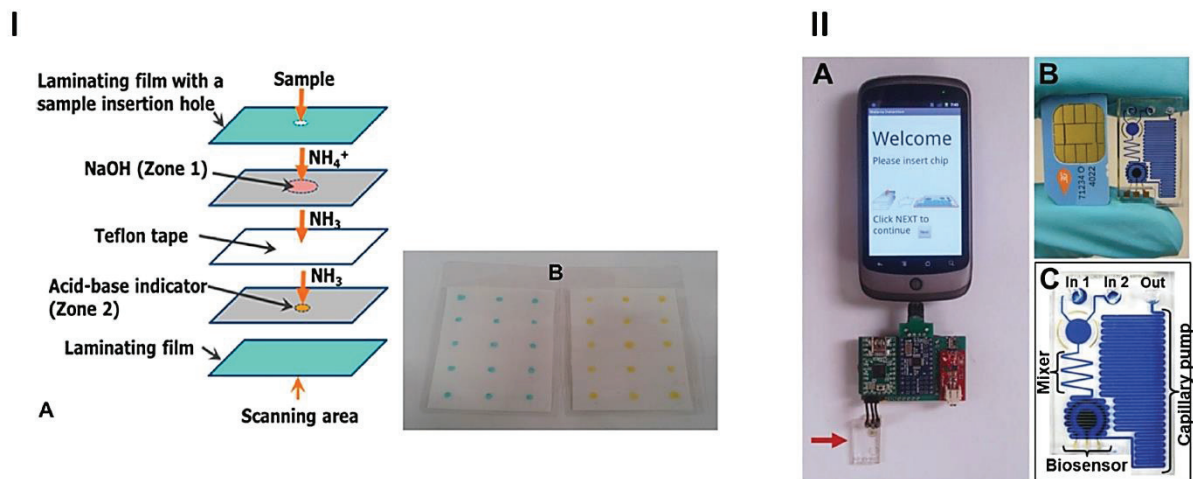 I
Laminating film with a
sample insertion hole
Sample
NaOH (Zone 1)
NH₄⁺
NH₃
Teflon tape
NH₃
Acid-base indicator
(Zone 2)
Laminating film
Scanning area
A
B
II
A
Welcome
Please insert chip
Click NEXT to
continue
B
71234 O
4022
C
In 1 In 2 Out
Mixer
Capillary pump
Biosensor